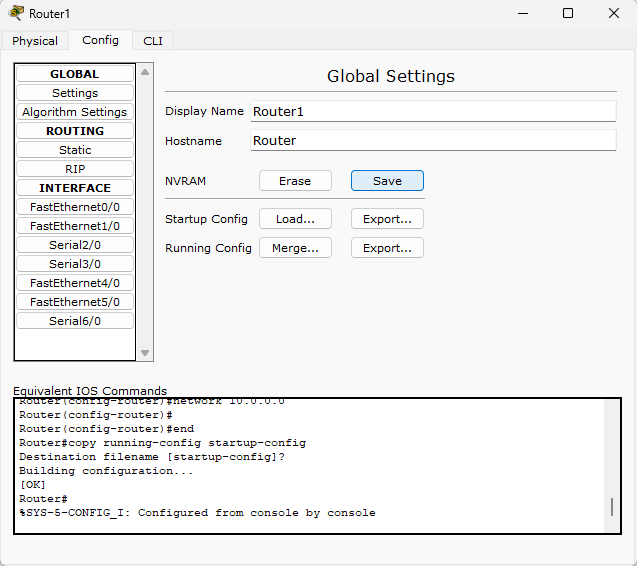 Router1
Physical Config CLI
GLOBAL
Settings
Algorithm Settings
ROUTING
Static
RIP
INTERFACE
FastEthernet0/0
FastEthernet1/0
Serial2/0
Serial3/0
FastEthernet4/0
FastEthernet5/0
Serial6/0
Global Settings
Display Name Router1
Hostname Router
NVRAM Erase Save
Startup Config Load... Export...
Running Config Merge... Export...
Equivalent IOS Commands
Router(config-router)#network 10.0.0.0
Router(config-router)#
Router(config-router)#end
Router#copy running-config startup-config
Destination filename [startup-config]?
Building configuration...
[OK]
Router#
%SYS-5-CONFIG_I: Configured from console by console